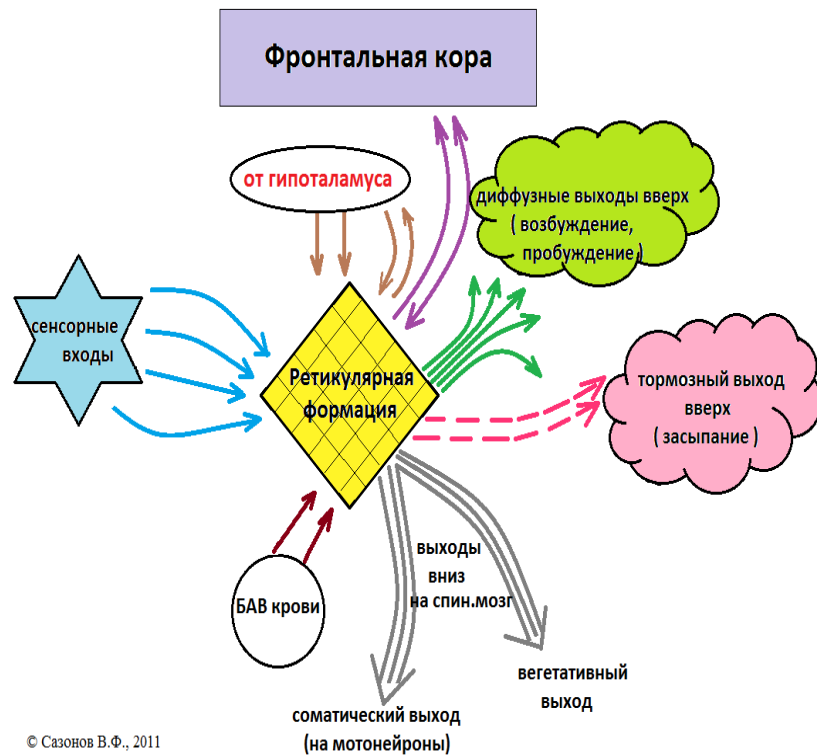 Фронтальная кора
от гипоталамуса
диффузные выходы вверх
( возбуждение,
пробуждение )
сенсорные
входы
Ретикулярная
формация
тормозный выход
вверх
( засыпание )
БАВ крови
выходы
вниз
на спин.мозг
вегетативный
выход
соматический выход
(на мотонейроны)
© Сазонов В.Ф., 2011